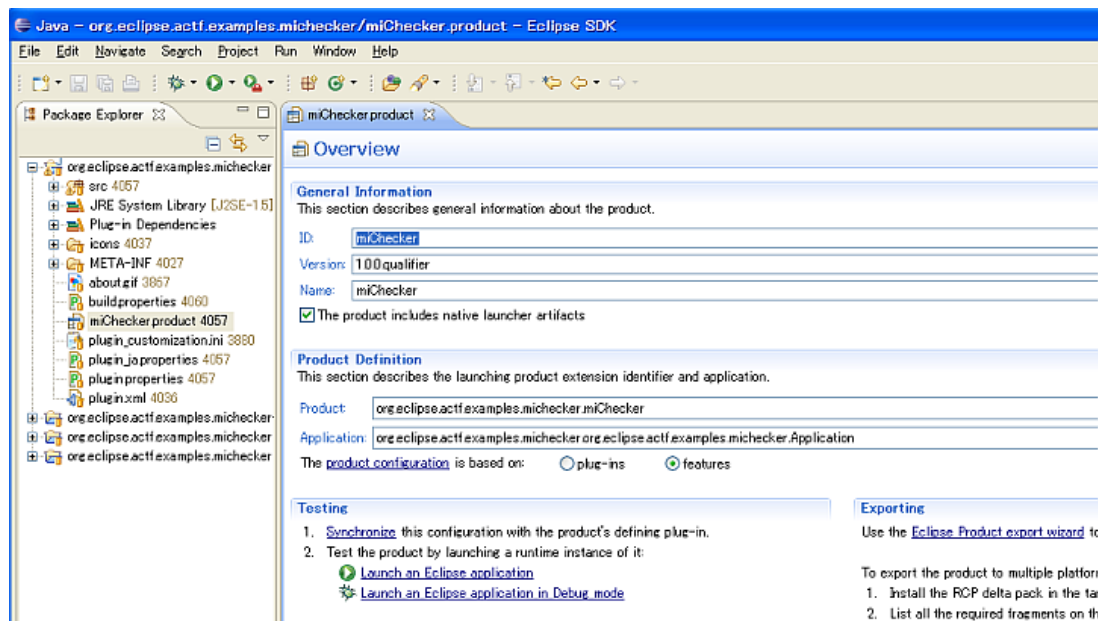 Java - org.eclipse.actf.examples.michecker/miChecker.product - Eclipse SDK
File Edit Navigate Search Project Run Window Help
Package Explorer
miChecker.product
Overview
org.eclipse.actf.examples.michecker
src 4057
JRE System Library [J2SE-1.5]
Plug-in Dependencies
icons 4037
META-INF 4027
about.gif 3867
build.properties 4060
miChecker.product 4057
plugin_customization.ini 3880
plugin_ja.properties 4057
plugin.properties 4057
plugin.xml 4036
org.eclipse.actf.examples.michecker-
org.eclipse.actf.examples.michecker
org.eclipse.actf.examples.michecker
General Information
This section describes general information about the product.
ID: miChecker
Version: 1.0.0.qualifier
Name: miChecker
The product includes native launcher artifacts
Product Definition
This section describes the launching product extension identifier and application.
Product: org.eclipse.actf.examples.michecker.miChecker
Application: org.eclipse.actf.examples.michecker.org.eclipse.actf.examples.michecker.Application
The product configuration is based on: plug-ins features
Testing
1. Synchronize this configuration with the product's defining plug-in.
2. Test the product by launching a runtime instance of it:
Launch an Eclipse application
Launch an Eclipse application in Debug mode
Exporting
Use the Eclipse Product export wizard to
To export the product to multiple platfor
1. Install the RCP delta pack in the ta
2. List all the required fragments on th